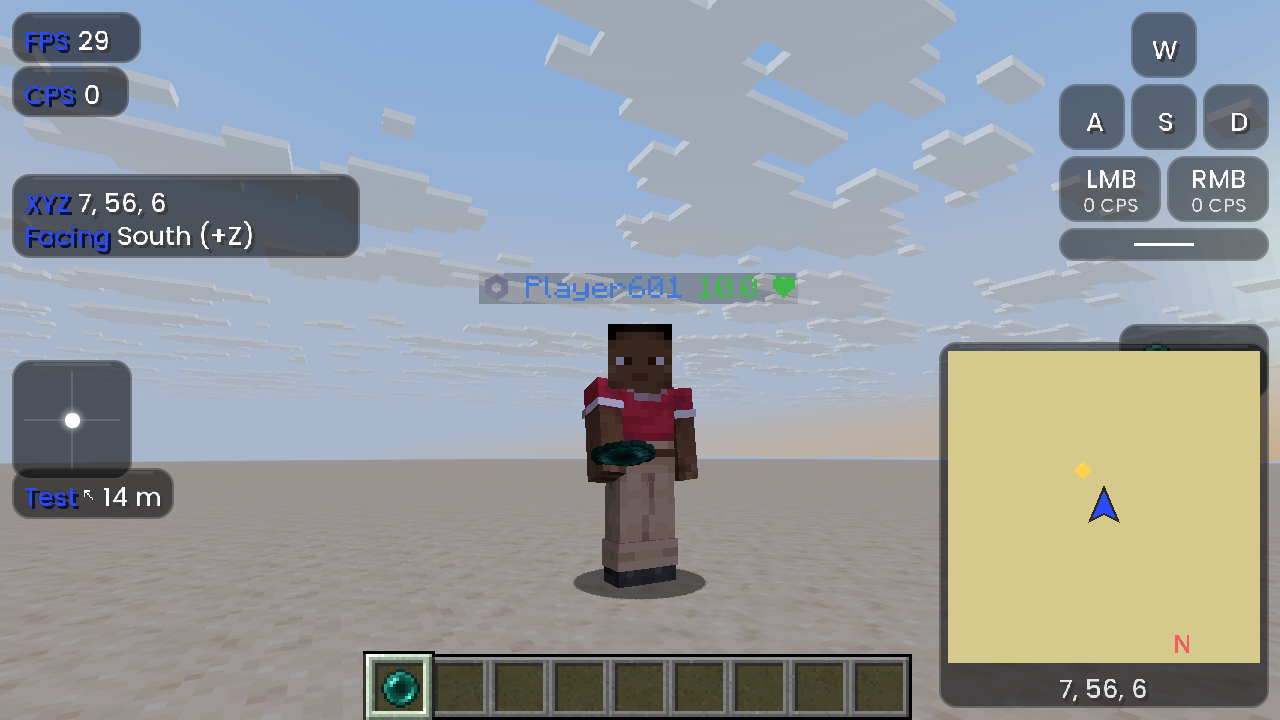 FPS 29
CPS 0
XYZ 7, 56, 6
Facing South (+Z)
Test ↖ 14 m
Player601 10.0
W
A S D
LMB RMB
0 CPS 0 CPS
N
7, 56, 6